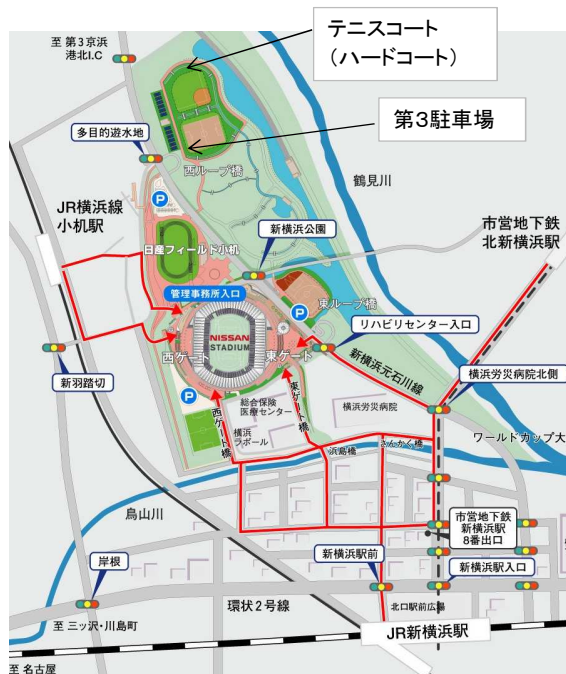 テニスコート
(ハードコート)
至 第3京浜
港北I.C
第3駐車場
多目的遊水地
西ループ橋
鶴見川
JR横浜線
小机駅
P
新横浜公園
市営地下鉄
北新横浜駅
日産フィールド小机
管理事務所入口
東ループ橋
P
NISSAN
STADIUM
リハビリセンター入口
西ゲート
東ゲート
新横浜元石川線
新羽踏切
横浜労災病院北側
P
総合保険
医療センター
横浜労災病院
西ゲート橋
東ゲート橋
横浜
ラポール
ワールドカップ大
さんかく橋
浜鳥橋
鳥山川
市営地下鉄
新横浜駅
8番出口
岸根
新横浜駅前
新横浜駅入口
環状2号線
北口駅前広場
至 三ッ沢・川島町
JR新横浜駅
至 名古屋